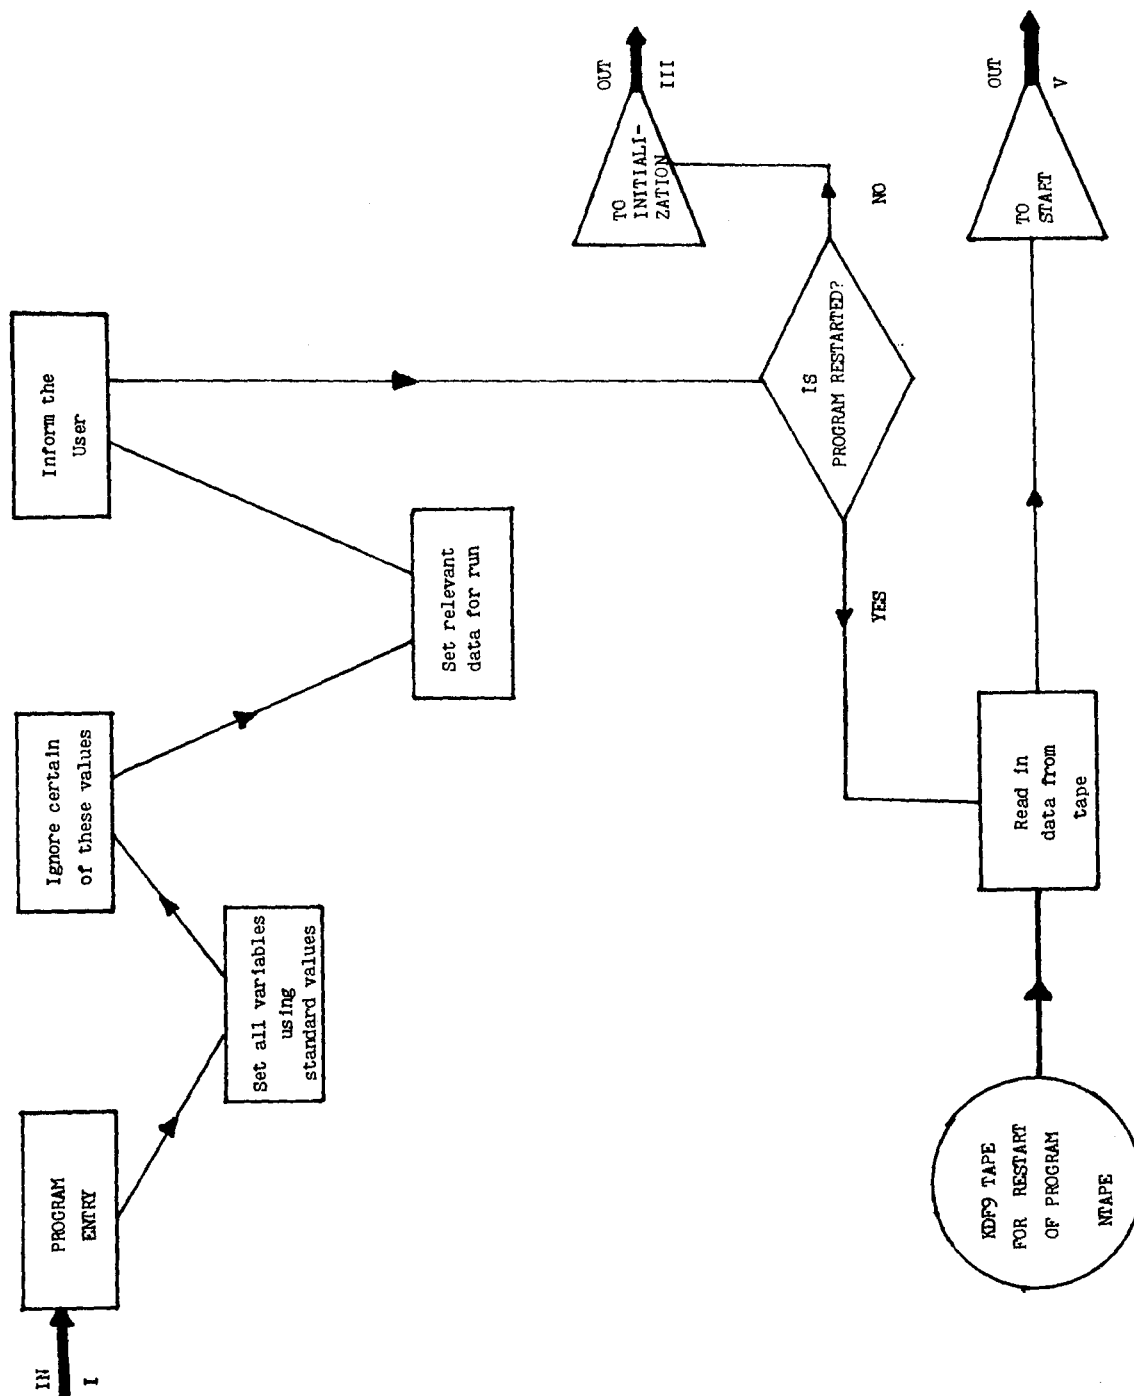 IN
I
PROGRAM
ENTRY
Set all variables
using
standard values
Ignore certain
of these values
Set relevant
data for run
Inform the
User
IS
PROGRAM RESTARTED?
NO
YES
TO
INITIALI-
ZATION
OUT
III
KDF9 TAPE
FOR RESTART
OF PROGRAM
NTAPE
Read in
data from
tape
TO
START
OUT
V